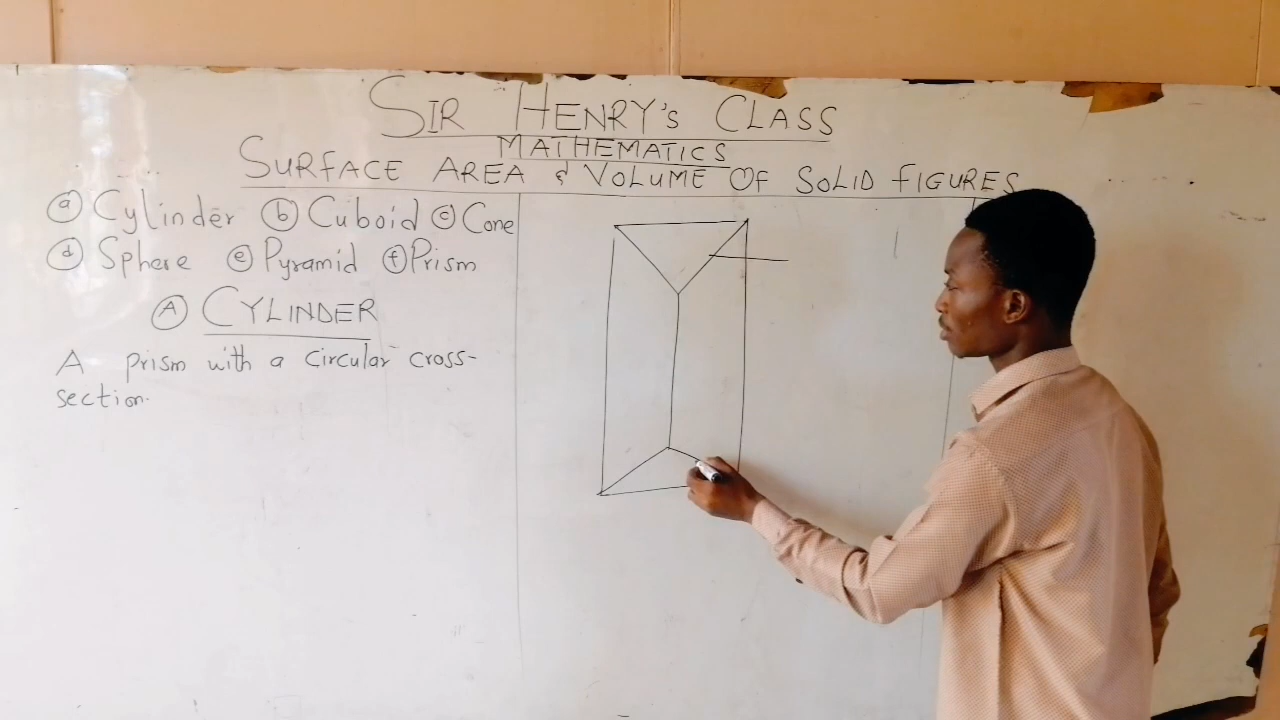 SIR HENRY'S CLASS
MATHEMATICS
SURFACE AREA & VOLUME OF SOLID FIGURES
(a) Cylinder (b) Cuboid (c) Cone
(d) Sphere (e) Pyramid (f) Prism
(A) CYLINDER
A prism with a circular cross-
section.